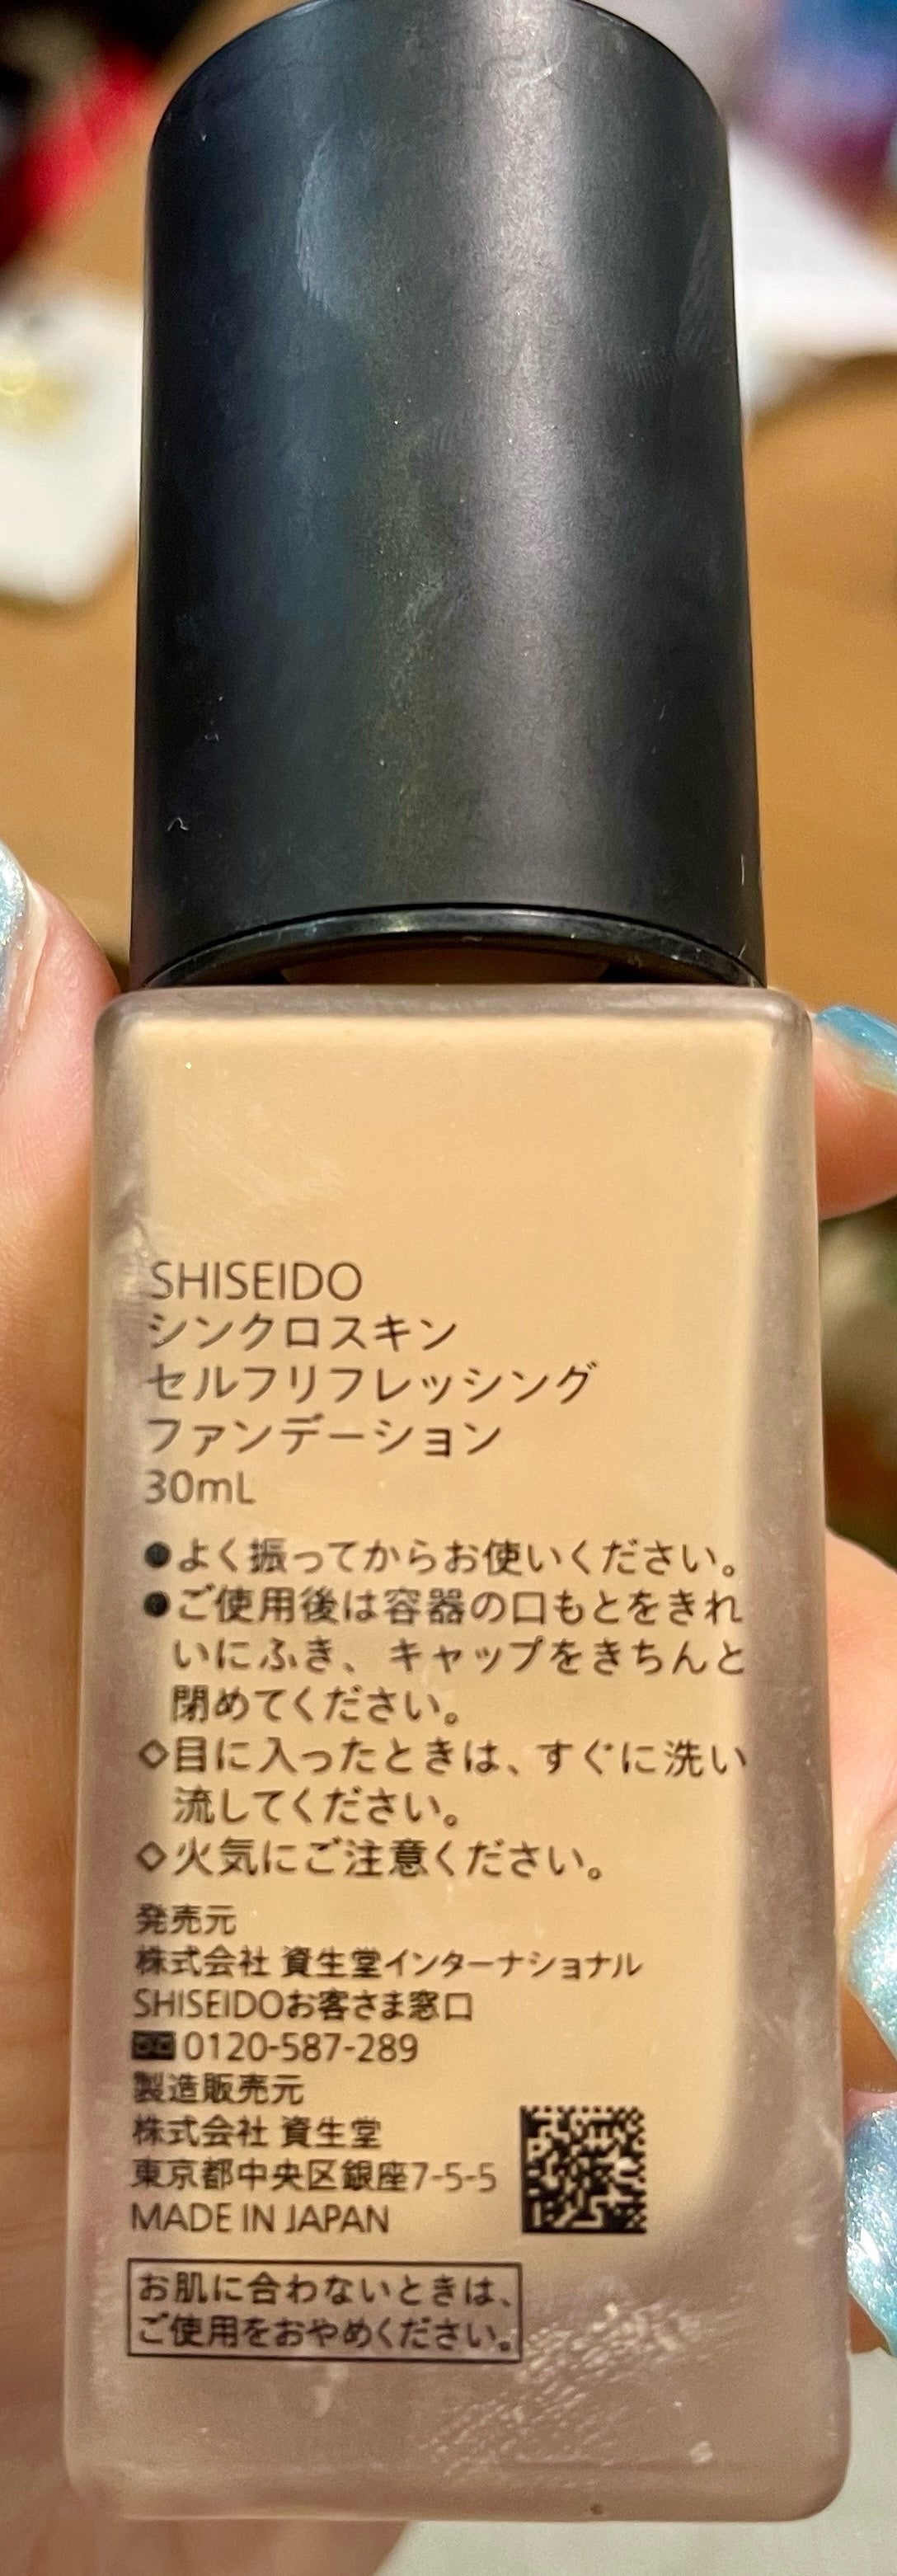 SHISEIDO
シンクロスキン
セルフリフレッシング
ファンデーション
30mL
●よく振ってからお使いください。
●ご使用後は容器の口もとをきれ
いにふき、キャップをきちんと
閉めてください。
◇目に入ったときは、すぐに洗い
流してください。
◇火気にご注意ください。
発売元
株式会社 資生堂インターナショナル
SHISEIDOお客さま窓口
0120-587-289
製造販売元
株式会社 資生堂
東京都中央区銀座7-5-5
MADE IN JAPAN
お肌に合わないときは、
ご使用をおやめください。